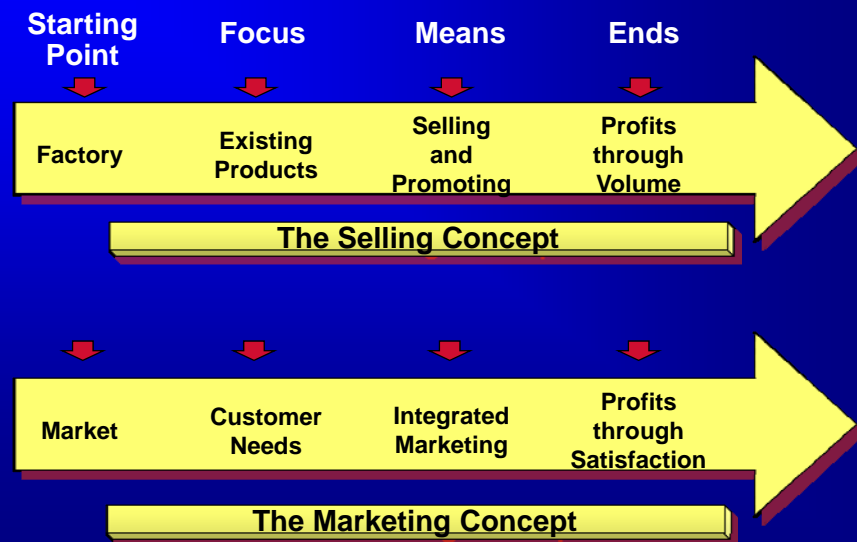 Starting
Point
Focus
Means
Ends
Factory
Existing
Products
Selling
and
Promoting
Profits
through
Volume
The Selling Concept
Market
Customer
Needs
Integrated
Marketing
Profits
through
Satisfaction
The Marketing Concept